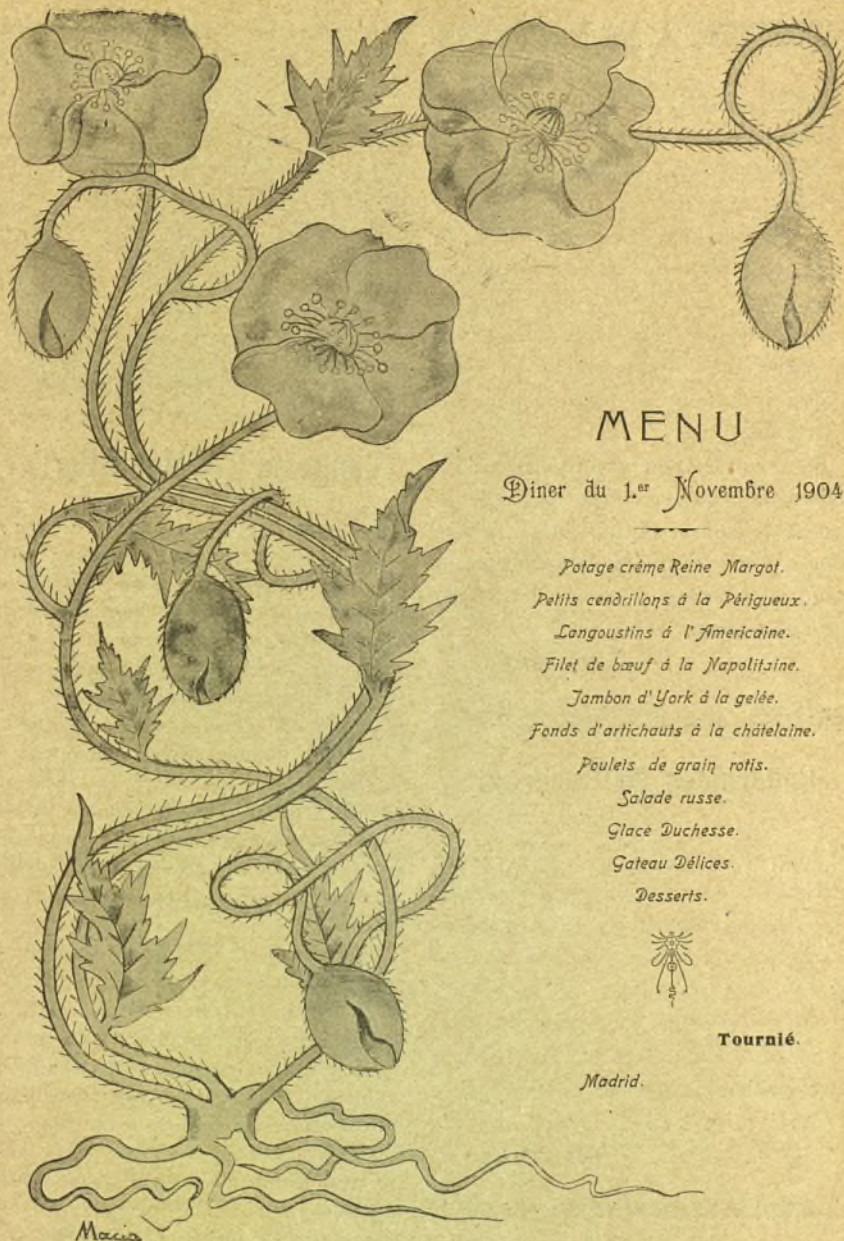 MENU
Diner du 1.er Novembre 1904
Potage créme Reine Margot.
Petits cendrillons á la Périgueux.
Langoustins á l'Americaine.
Filet de bœuf á la Napolitaine.
Jambon d'York á la gelée.
Fonds d'artichauts á la chátelaine.
Poulets de grain rotis.
Salade russe.
Glace Duchesse.
Gateau Délices.
Desserts.
Tournié.
Madrid.
Macia